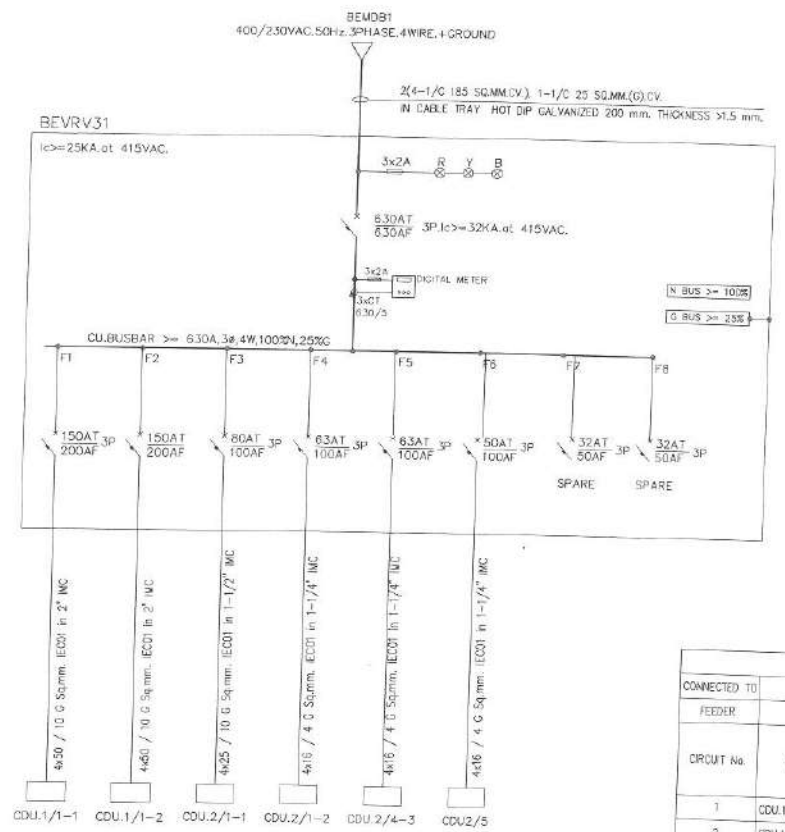 BEMDB1
400/230VAC.50Hz.3PHASE.4WIRE.+GROUND
2(4-1/C 185 SQ.MM.CV.), 1-1/C 25 SQ.MM.(G).CV.
IN CABLE TRAY HOT DIP GALVANIZED 200 mm. THICKNESS >1.5 mm.
BEVRV31
Ic>=25KA.at 415VAC.
3x2A R Y B
630AT
630AF 3P.Ic>=32KA.at 415VAC.
3x2A DIGITAL METER
3xCT
630/5
N BUS >= 100%
G BUS >= 25%
CU.BUSBAR >= 630A,3ø,4W,100%N,25%G
F1 F2 F3 F4 F5 F6 F7 F8
150AT
200AF 3P
150AT
200AF 3P
80AT
100AF 3P
63AT
100AF 3P
63AT
100AF 3P
50AT
100AF 3P
32AT
50AF 3P
32AT
50AF 3P
SPARE SPARE
4x50 / 10 G Sq.mm. IEC01 in 2" IMC
4x50 / 10 G Sq.mm. IEC01 in 2" IMC
4x25 / 10 G Sq.mm. IEC01 in 1-1/2" IMC
4x16 / 4 G Sq.mm. IEC01 in 1-1/4" IMC
4x16 / 4 G Sq.mm. IEC01 in 1-1/4" IMC
4x16 / 4 G Sq.mm. IEC01 in 1-1/4" IMC
CDU.1/1-1 CDU.1/1-2 CDU.2/1-1 CDU.2/1-2 CDU.2/4-3 CDU2/5
CONNECTED TO
FEEDER
CIRCUIT No.
1 CDU.1